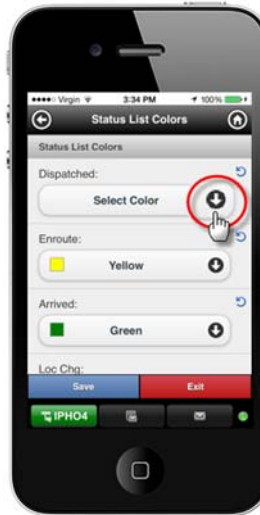 Virgin 3:34 PM 100%
Status List Colors
Status List Colors
Dispatched:
Select Color
Enroute:
Yellow
Arrived:
Green
Loc Chg:
Save Exit
IPHO4